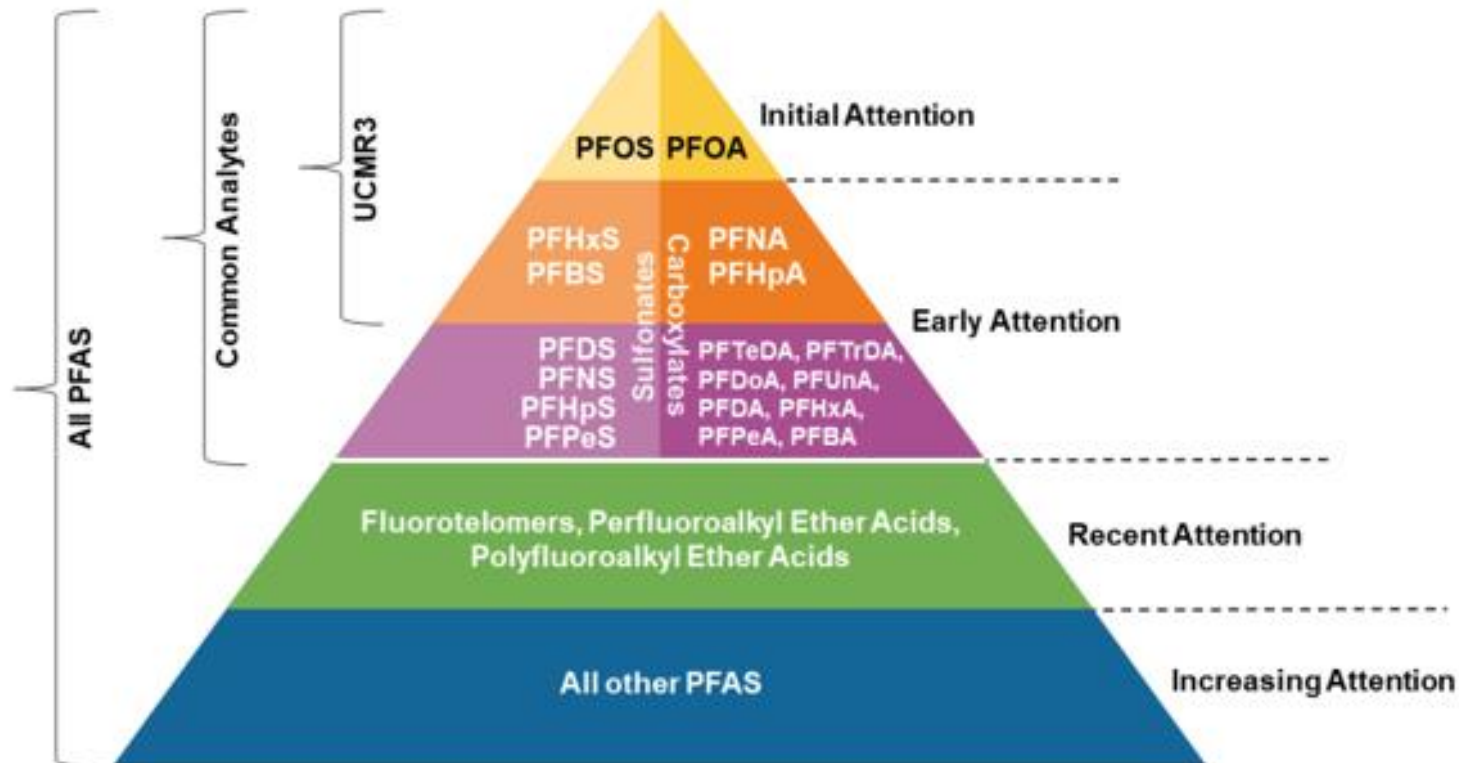 All PFAS
Common Analytes
UCMR3
PFOS PFOA
Initial Attention
PFHxS
PFBS
Sulfonates
Carboxylates
PFNA
PFHpA
Early Attention
PFDS
PFNS
PFHpS
PFPeS
PFTeDA, PFTrDA,
PFDoA, PFUnA,
PFDA, PFHxA,
PFPeA, PFBA
Fluorotelomers, Perfluoroalkyl Ether Acids,
Polyfluoroalkyl Ether Acids
Recent Attention
All other PFAS
Increasing Attention